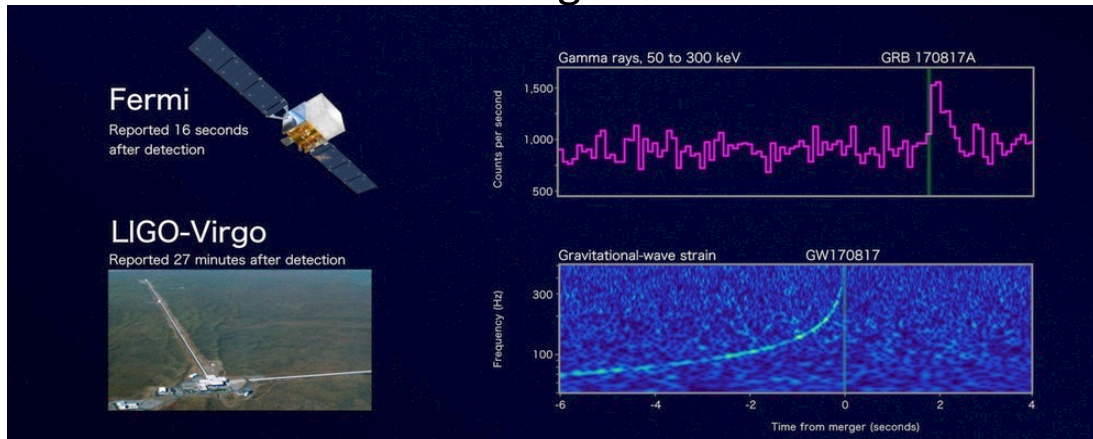 Fermi
Reported 16 seconds
after detection
Gamma rays, 50 to 300 keV
GRB 170817A
Counts per second
1,500
1,000
500
LIGO-Virgo
Reported 27 minutes after detection
Gravitational-wave strain
GW170817
Frequency (Hz)
300
100
-6
-4
-2
0
2
4
Time from merger (seconds)